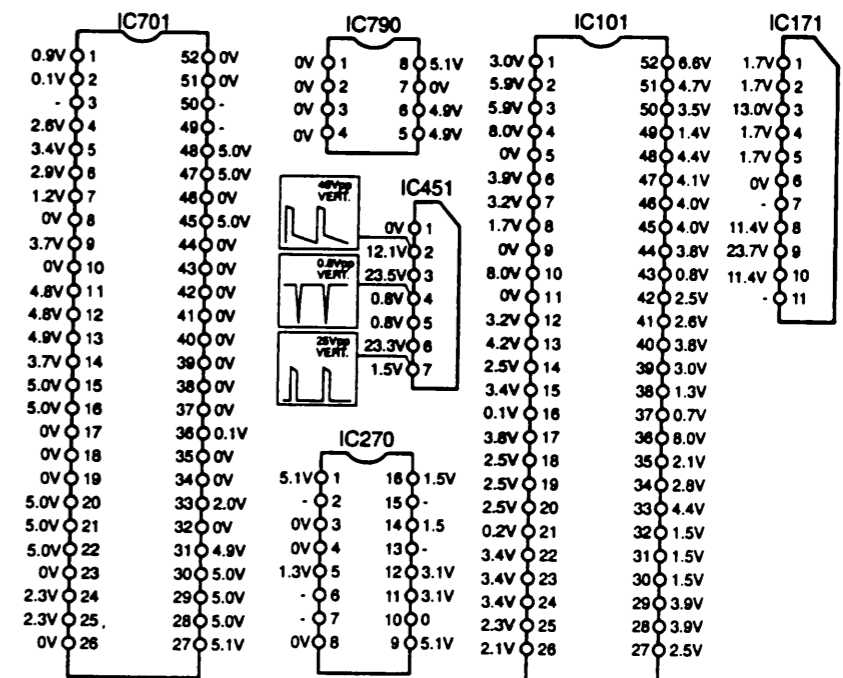 IC701
0.9V 1 52 0V
0.1V 2 51 0V
- 3 50 -
2.6V 4 49 -
3.4V 5 48 5.0V
2.9V 6 47 5.0V
1.2V 7 46 0V
0V 8 45 5.0V
3.7V 9 44 0V
0V 10 43 0V
4.8V 11 42 0V
4.8V 12 41 0V
4.9V 13 40 0V
3.7V 14 39 0V
5.0V 15 38 0V
5.0V 16 37 0V
0V 17 36 0.1V
0V 18 35 0V
0V 19 34 0V
5.0V 20 33 2.0V
5.0V 21 32 0V
5.0V 22 31 4.9V
0V 23 30 5.0V
2.3V 24 29 5.0V
2.3V 25 28 5.0V
0V 26 27 5.1V
IC790
0V 1 8 5.1V
0V 2 7 0V
0V 3 6 4.9V
0V 4 5 4.9V
IC451
VERT.
0.8Vpp
VERT.
25Vpp
VERT.
0V 1
12.1V 2
23.5V 3
0.8V 4
0.8V 5
23.3V 6
1.5V 7
IC270
5.1V 1 16 1.5V
- 2 15 -
0V 3 14 1.5
0V 4 13 -
1.3V 5 12 3.1V
- 6 11 3.1V
- 7 10 0
0V 8 9 5.1V
IC101
3.0V 1 52 6.6V
5.9V 2 51 4.7V
5.9V 3 50 3.5V
8.0V 4 49 1.4V
0V 5 48 4.4V
3.9V 6 47 4.1V
3.2V 7 46 4.0V
1.7V 8 45 4.0V
0V 9 44 3.8V
8.0V 10 43 0.8V
0V 11 42 2.5V
3.2V 12 41 2.6V
4.2V 13 40 3.8V
2.5V 14 39 3.0V
3.4V 15 38 1.3V
0.1V 16 37 0.7V
3.8V 17 36 8.0V
2.5V 18 35 2.1V
2.5V 19 34 2.8V
2.5V 20 33 4.4V
0.2V 21 32 1.5V
3.4V 22 31 1.5V
3.4V 23 30 1.5V
3.4V 24 29 3.9V
2.3V 25 28 3.9V
2.1V 26 27 2.5V
IC171
1.7V 1
1.7V 2
13.0V 3
1.7V 4
1.7V 5
0V 6
- 7
11.4V 8
23.7V 9
11.4V 10
- 11